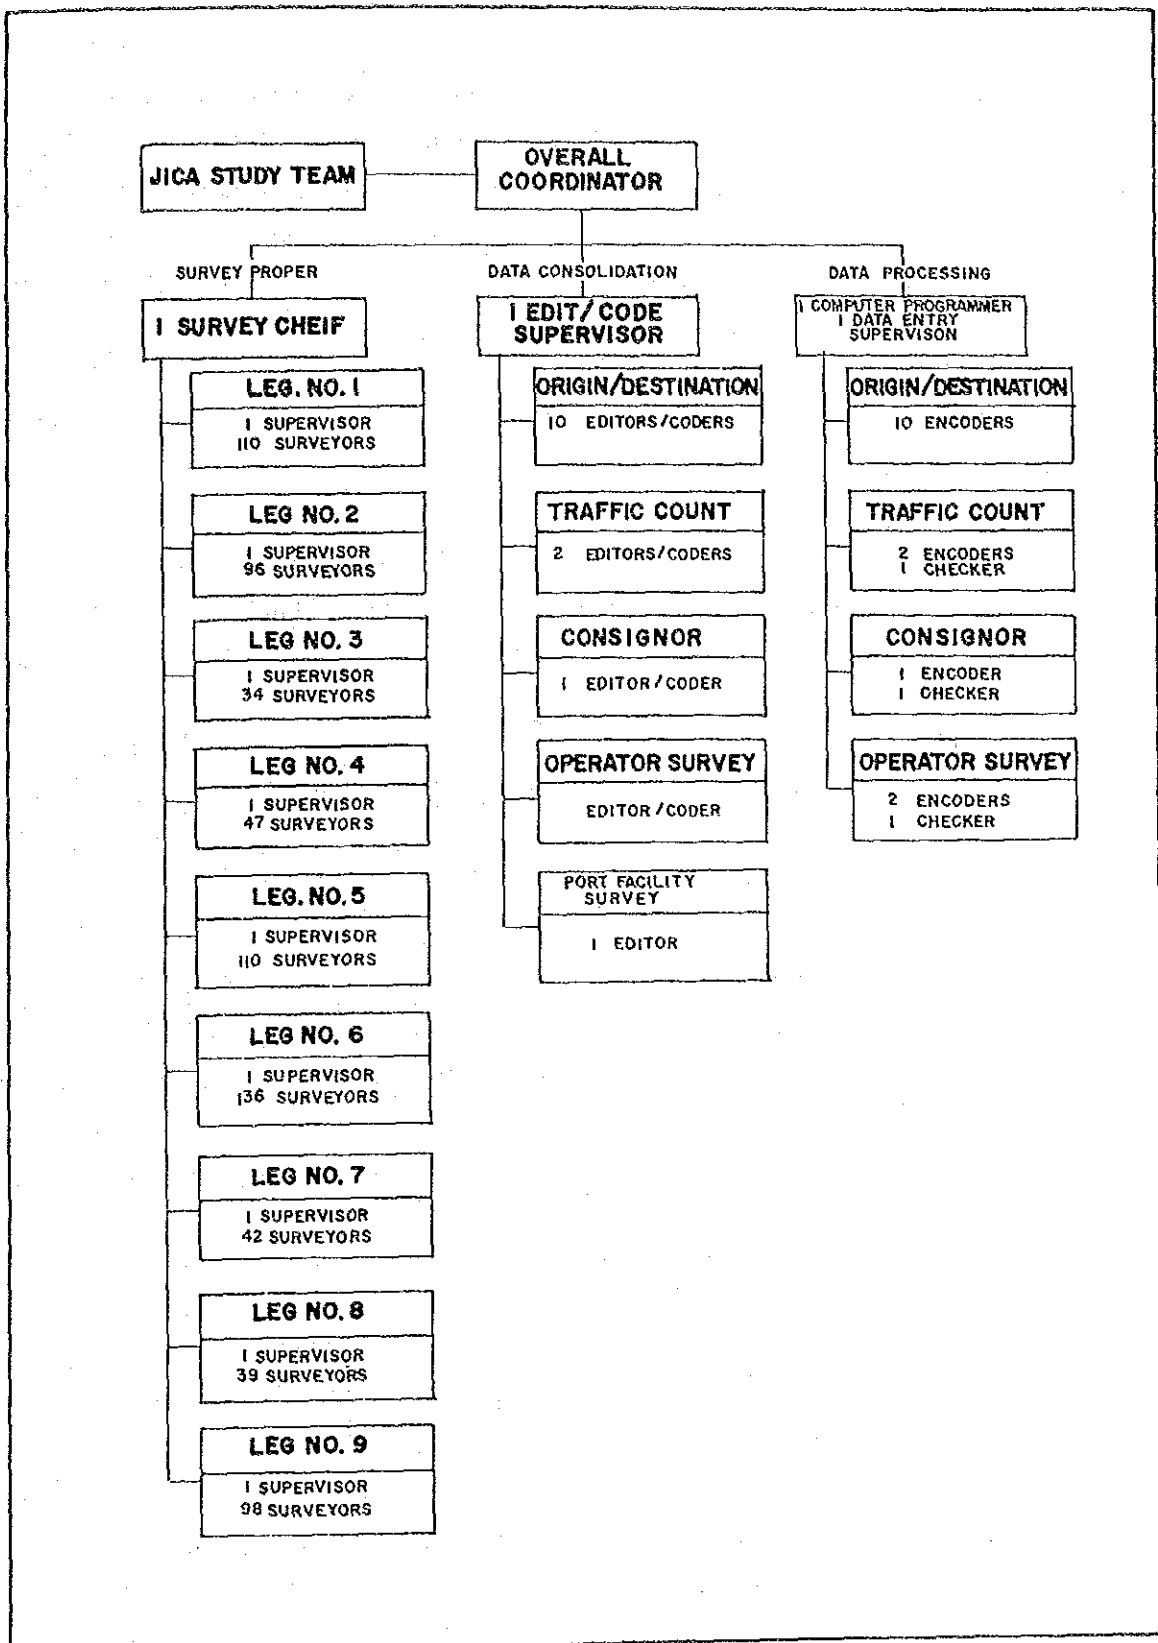 JICA STUDY TEAM
OVERALL
COORDINATOR
SURVEY PROPER
1 SURVEY CHEIF
LEG. NO. 1
1 SUPERVISOR
110 SURVEYORS
LEG NO. 2
1 SUPERVISOR
96 SURVEYORS
LEG NO. 3
1 SUPERVISOR
34 SURVEYORS
LEG NO. 4
1 SUPERVISOR
47 SURVEYORS
LEG. NO. 5
1 SUPERVISOR
110 SURVEYORS
LEG NO. 6
1 SUPERVISOR
136 SURVEYORS
LEG NO. 7
1 SUPERVISOR
42 SURVEYORS
LEG NO. 8
1 SUPERVISOR
39 SURVEYORS
LEG NO. 9
1 SUPERVISOR
98 SURVEYORS
DATA CONSOLIDATION
1 EDIT/CODE
SUPERVISOR
ORIGIN/DESTINATION
10 EDITORS/CODERS
TRAFFIC COUNT
2 EDITORS/CODERS
CONSIGNOR
1 EDITOR/CODER
OPERATOR SURVEY
EDITOR/CODER
PORT FACILITY
SURVEY
1 EDITOR
DATA PROCESSING
1 COMPUTER PROGRAMMER
1 DATA ENTRY
SUPERVISON
ORIGIN/DESTINATION
10 ENCODERS
TRAFFIC COUNT
2 ENCODERS
1 CHECKER
CONSIGNOR
1 ENCODER
1 CHECKER
OPERATOR SURVEY
2 ENCODERS
1 CHECKER